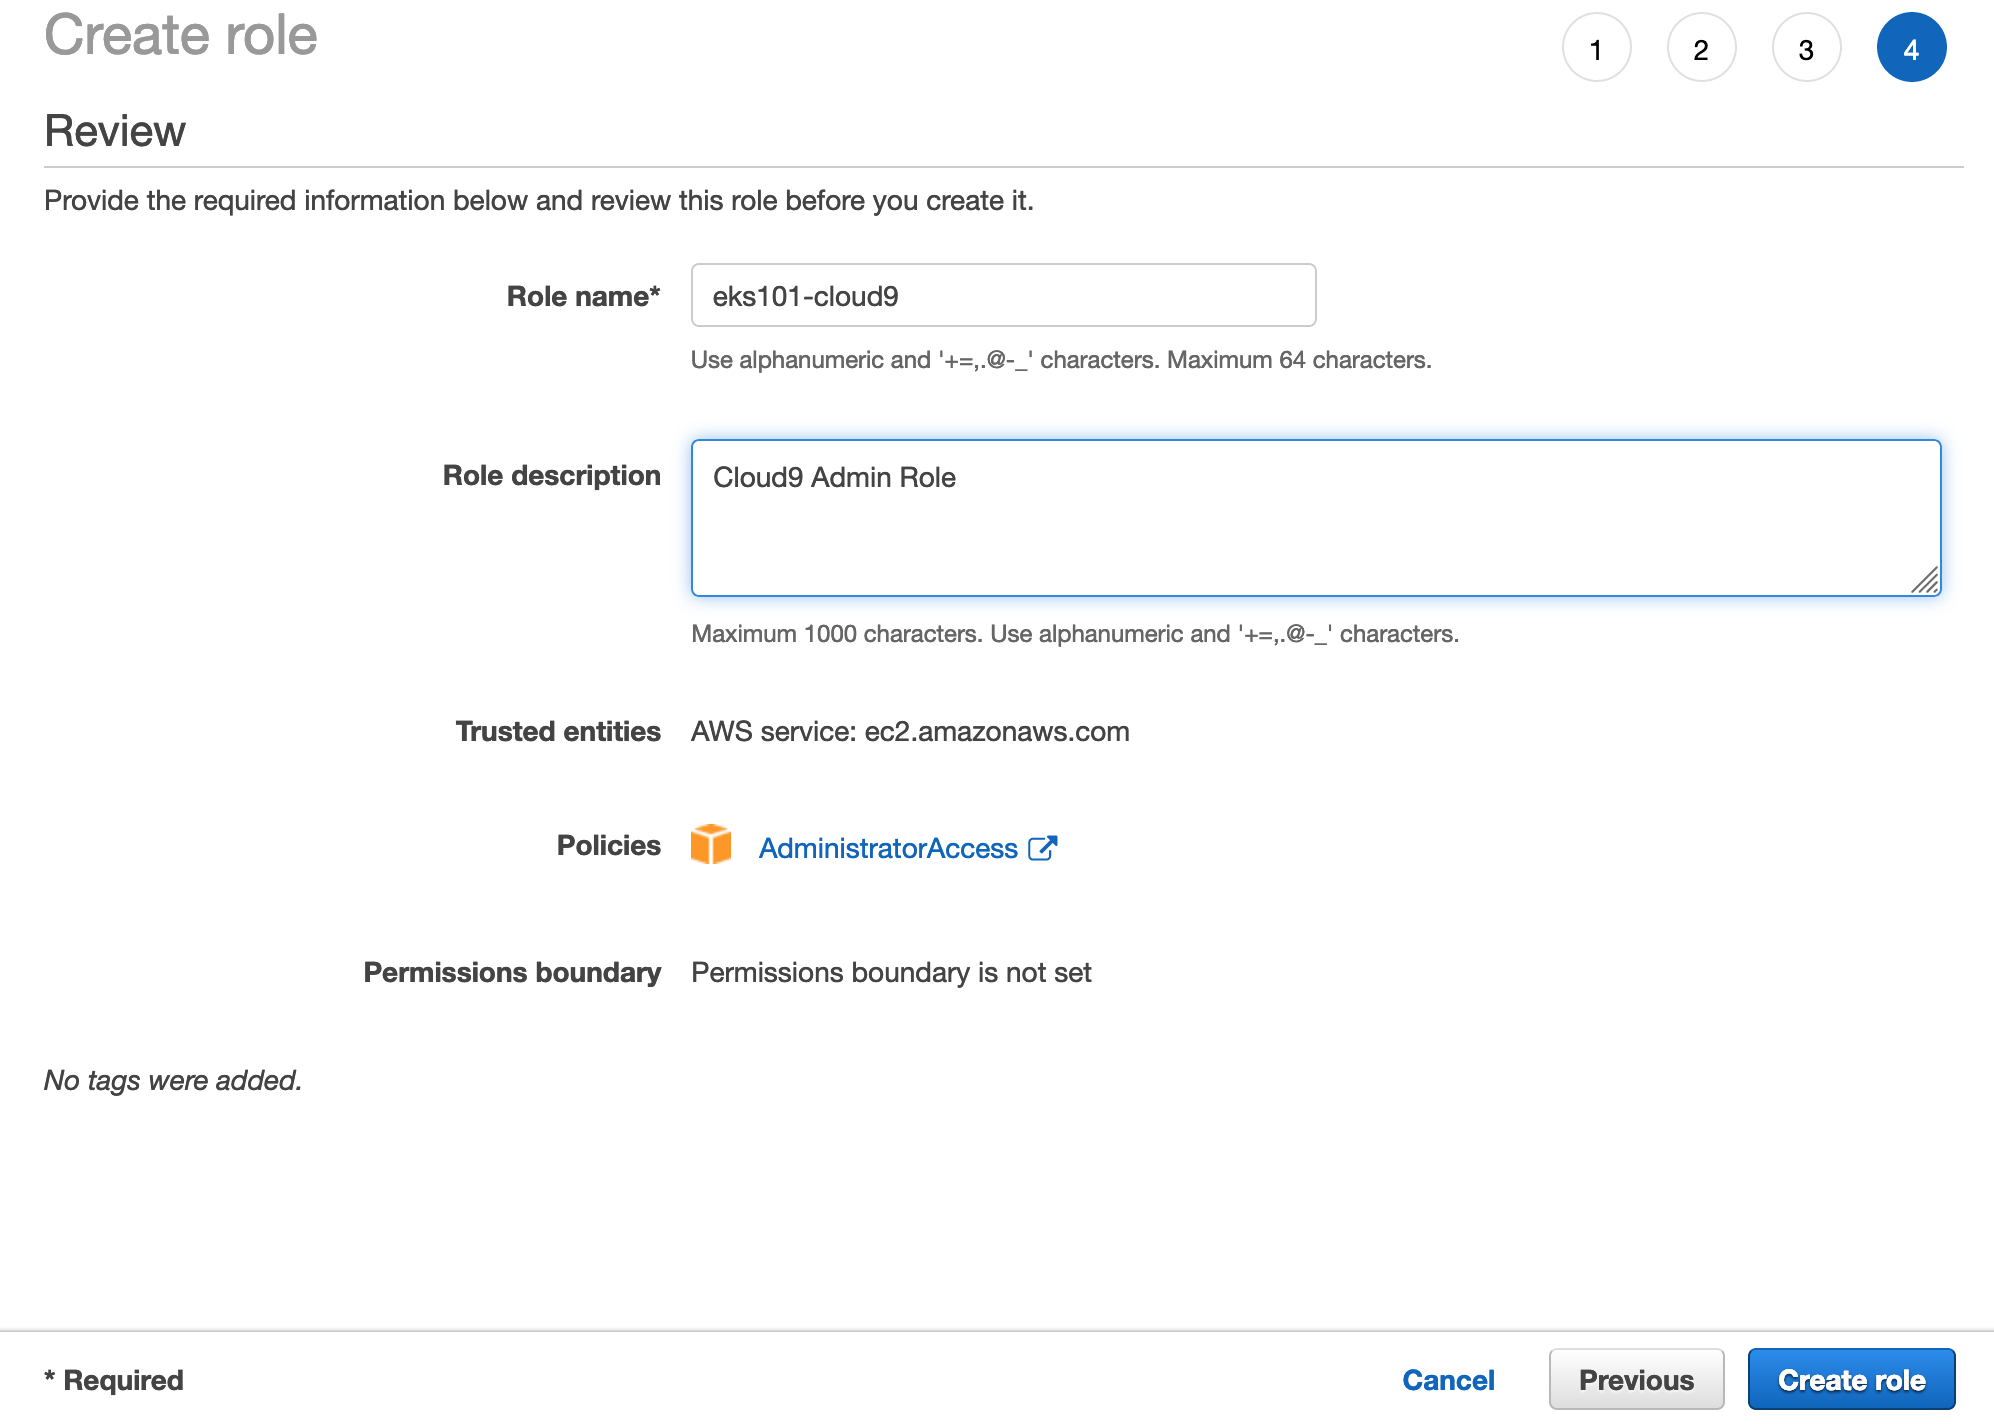 Create role
1 2 3 4
Review
Provide the required information below and review this role before you create it.
Role name* eks101-cloud9
Use alphanumeric and '+=,.@-_' characters. Maximum 64 characters.
Role description Cloud9 Admin Role
Maximum 1000 characters. Use alphanumeric and '+=,.@-_' characters.
Trusted entities AWS service: ec2.amazonaws.com
Policies AdministratorAccess
Permissions boundary Permissions boundary is not set
No tags were added.
* Required Cancel Previous Create role